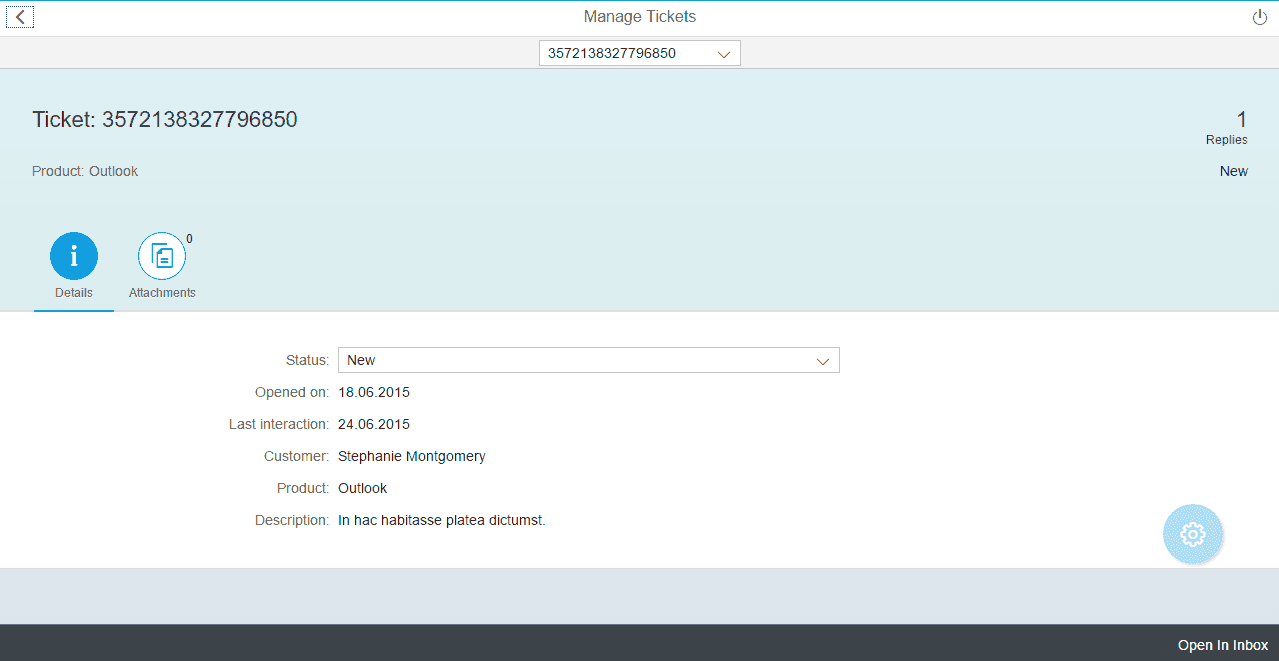 Manage Tickets
3572138327796850
Ticket: 3572138327796850
1
Replies
Product: Outlook
New
0
Details
Attachments
Status: New
Opened on: 18.06.2015
Last interaction: 24.06.2015
Customer: Stephanie Montgomery
Product: Outlook
Description: In hac habitasse platea dictumst.
Open In Inbox